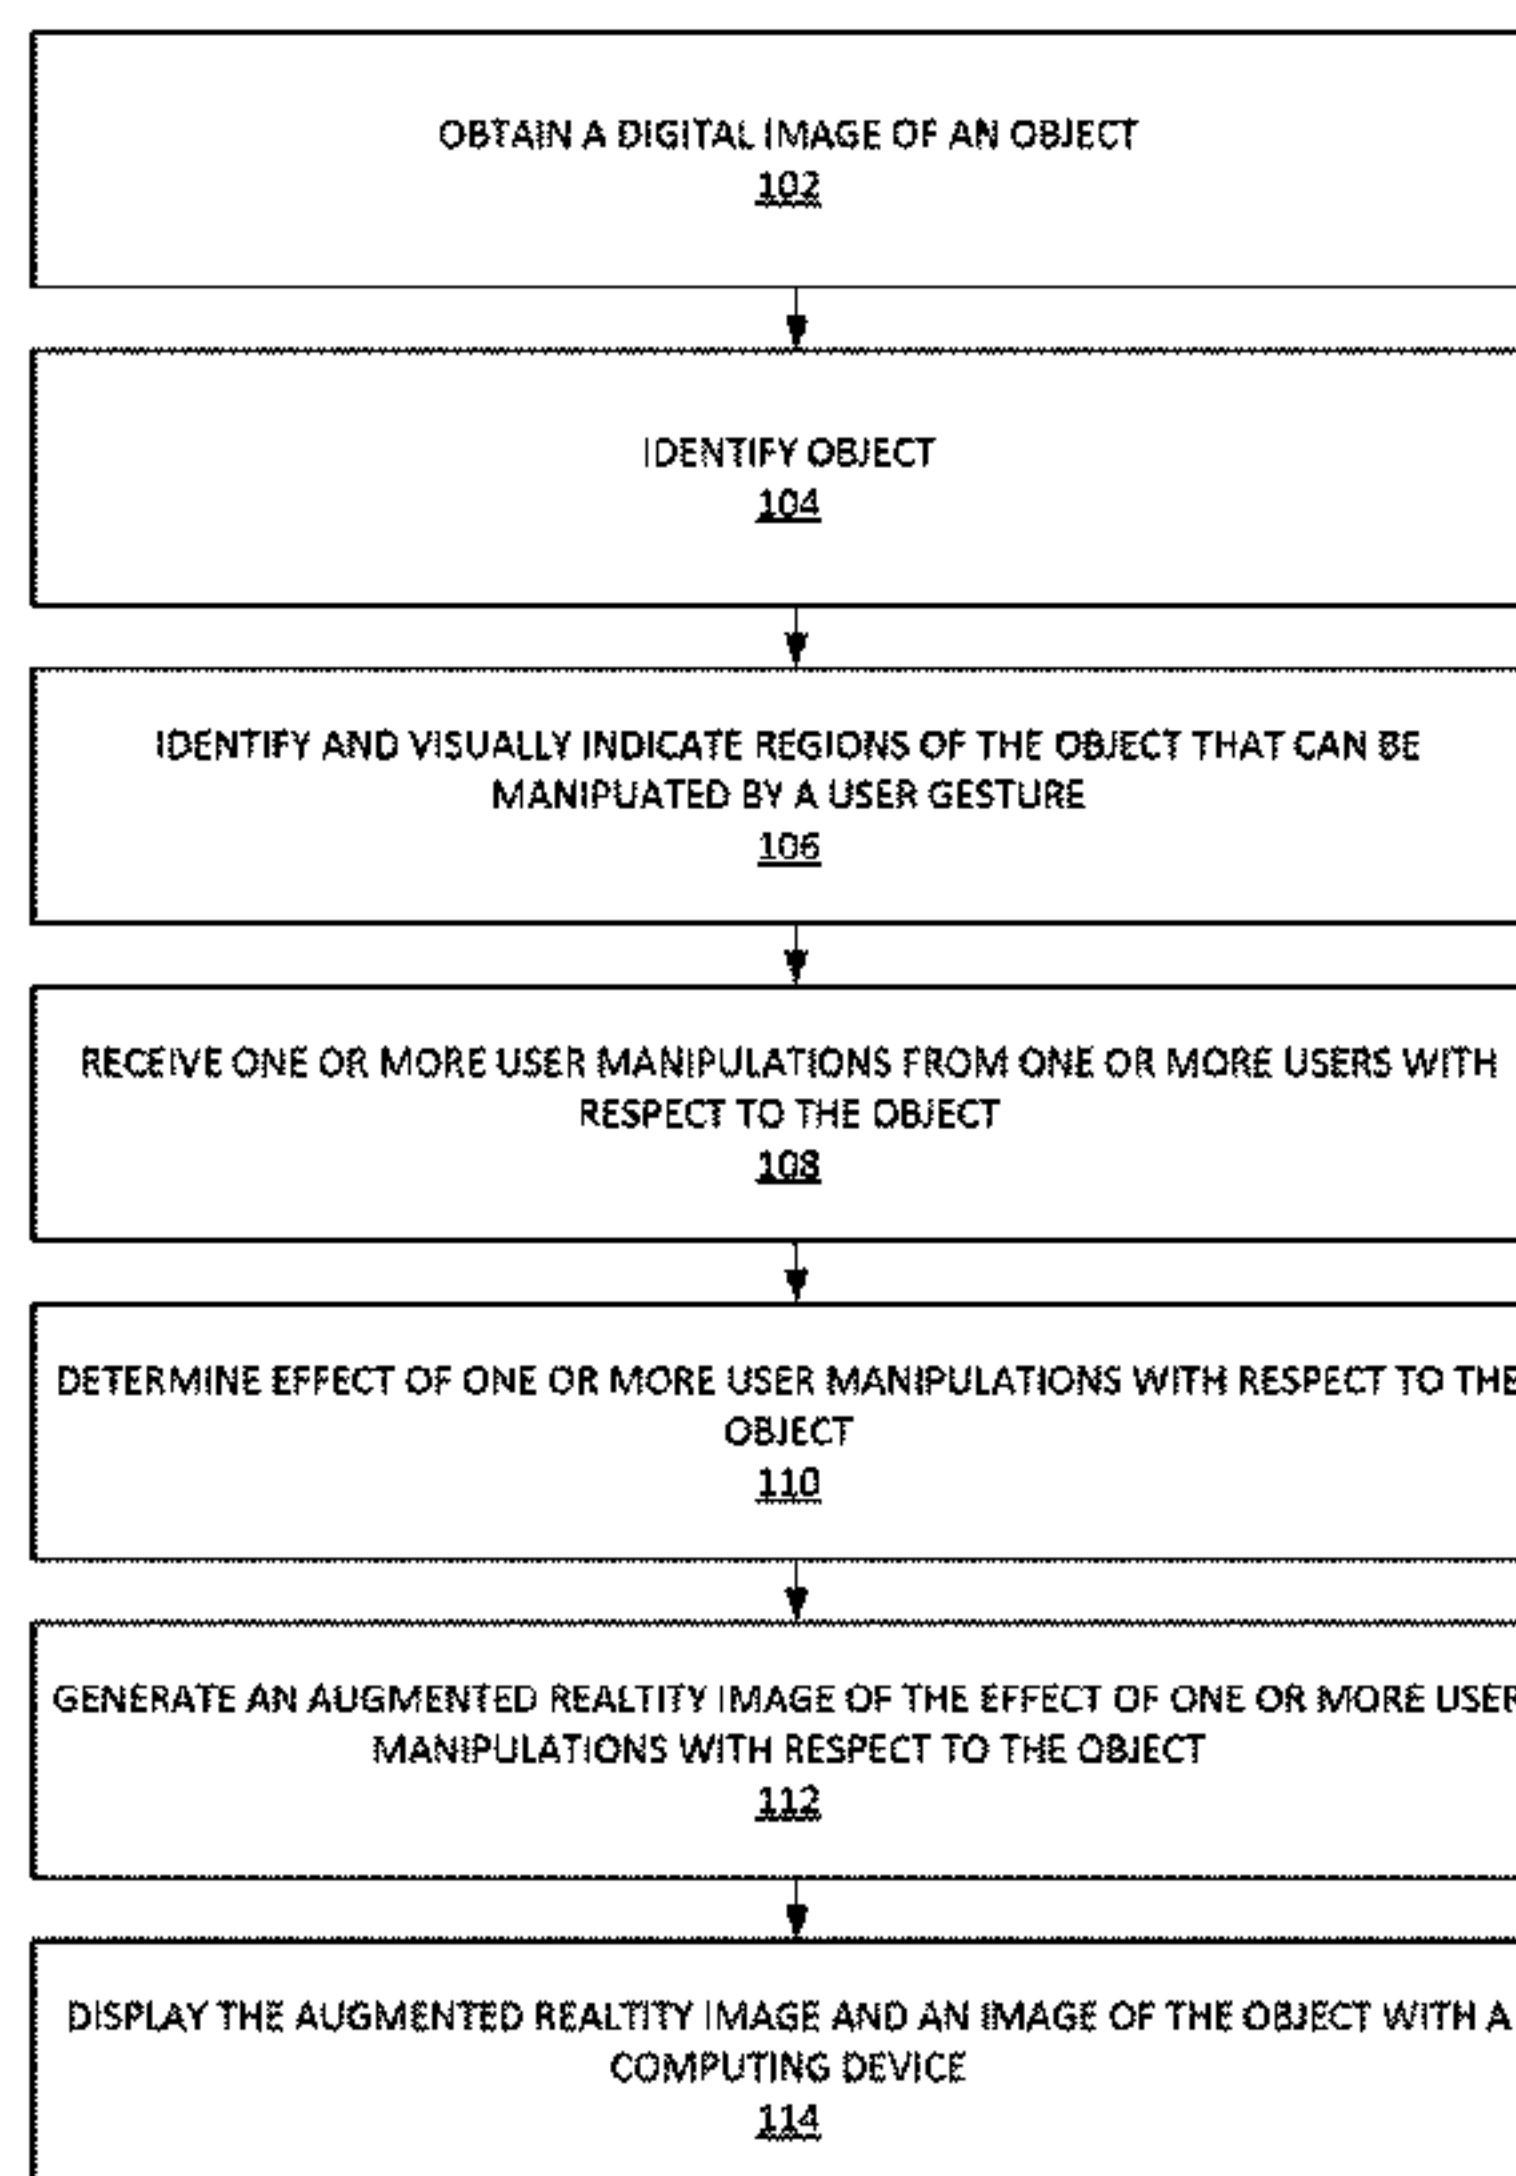 OBTAIN A DIGITAL IMAGE OF AN OBJECT
102
IDENTIFY OBJECT
104
IDENTIFY AND VISUALLY INDICATE REGIONS OF THE OBJECT THAT CAN BE
MANIPUATED BY A USER GESTURE
106
RECEIVE ONE OR MORE USER MANIPULATIONS FROM ONE OR MORE USERS WITH
RESPECT TO THE OBJECT
108
DETERMINE EFFECT OF ONE OR MORE USER MANIPULATIONS WITH RESPECT TO THE
OBJECT
110
GENERATE AN AUGMENTED REALTITY IMAGE OF THE EFFECT OF ONE OR MORE USER
MANIPULATIONS WITH RESPECT TO THE OBJECT
112
DISPLAY THE AUGMENTED REALTITY IMAGE AND AN IMAGE OF THE OBJECT WITH A
COMPUTING DEVICE
114